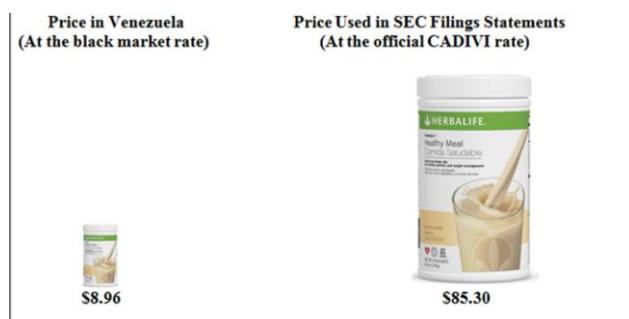 Price in Venezuela
(At the black market rate)
Price Used in SEC Filings Statements
(At the official CADIVI rate)
HERBALIFE.
Healthy Meal
Comida Saludable
$8.96
$85.30